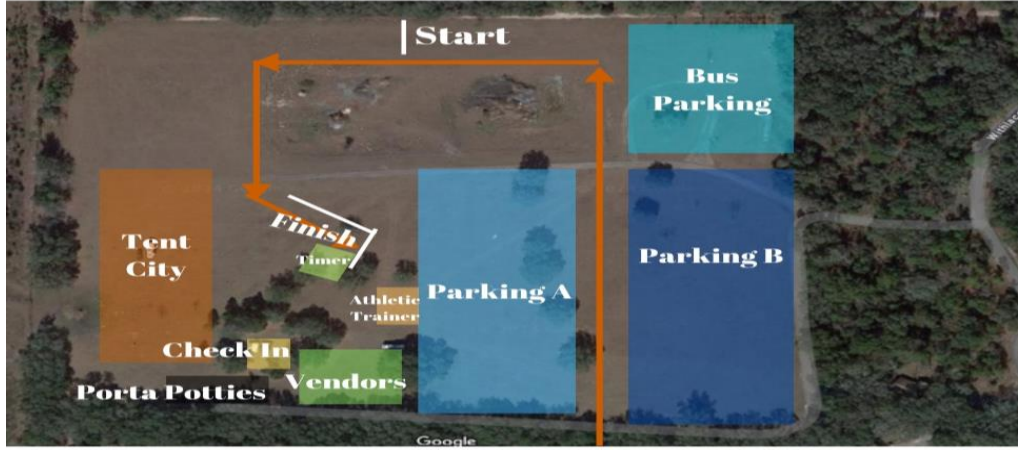 Start
Bus
Parking
Finish
Timer
Tent
City
Parking B
Athletic
Trainer
Parking A
Check In
Vendors
Porta Potties
Google